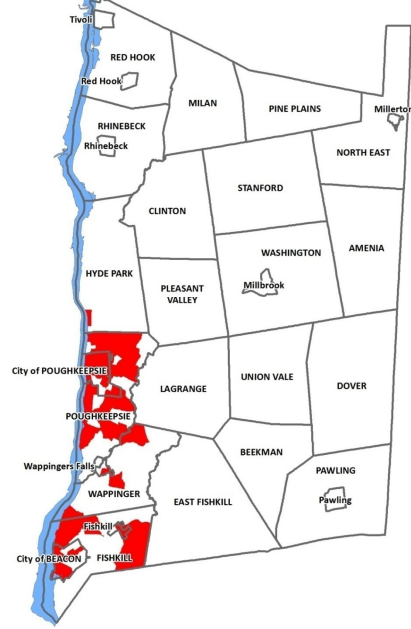 Tivoli
RED HOOK
Red Hook
MILAN
PINE PLAINS
Millerton
RHINEBECK
Rhinebeck
NORTH EAST
STANFORD
CLINTON
WASHINGTON
AMENIA
HYDE PARK
PLEASANT
VALLEY
Millbrook
City of POUGHKEEPSIE
UNION VALE
LAGRANGE
DOVER
POUGHKEEPSIE
BEEKMAN
Wappingers Falls
PAWLING
WAPPINGER
EAST FISHKILL
Pawling
Fishkill
City of BEACON
FISHKILL